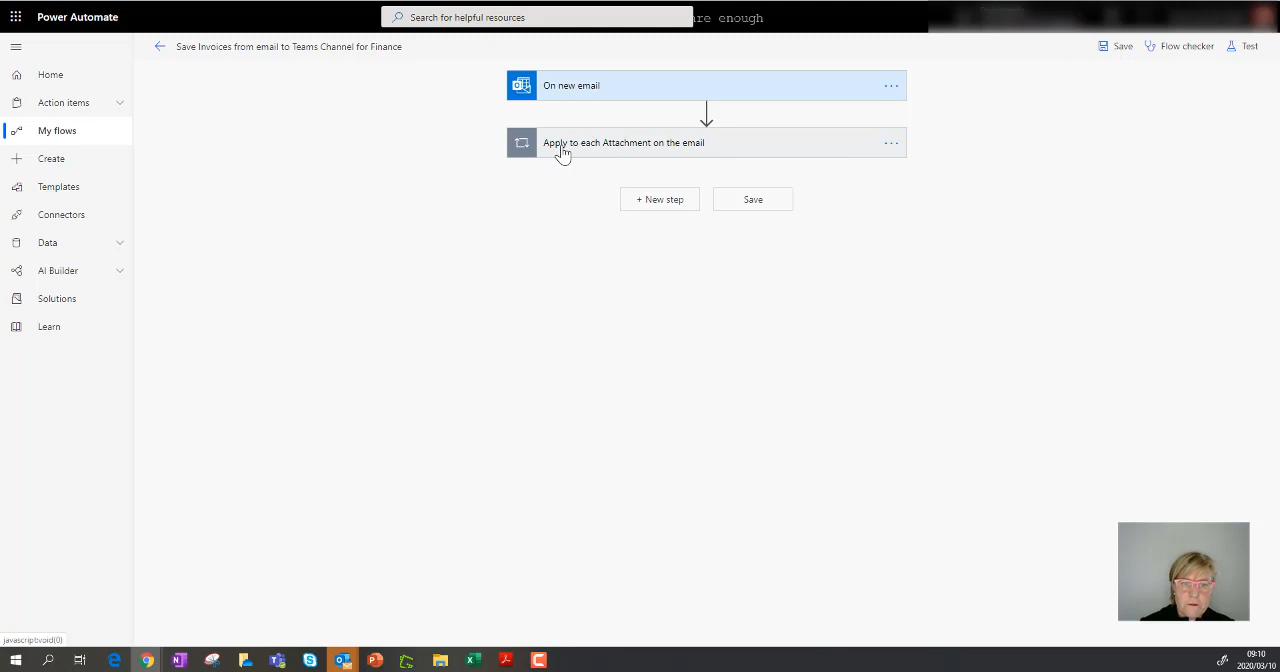 Power Automate
Search for helpful resources
re enough
Save Invoices from email to Teams Channel for Finance
Save
Flow checker
Test
Home
Action items
My flows
Create
Templates
Connectors
Data
AI Builder
Solutions
Learn
On new email
...
Apply to each Attachment on the email
...
+ New step
Save
javascript:void(0)
09:10
2020/03/10